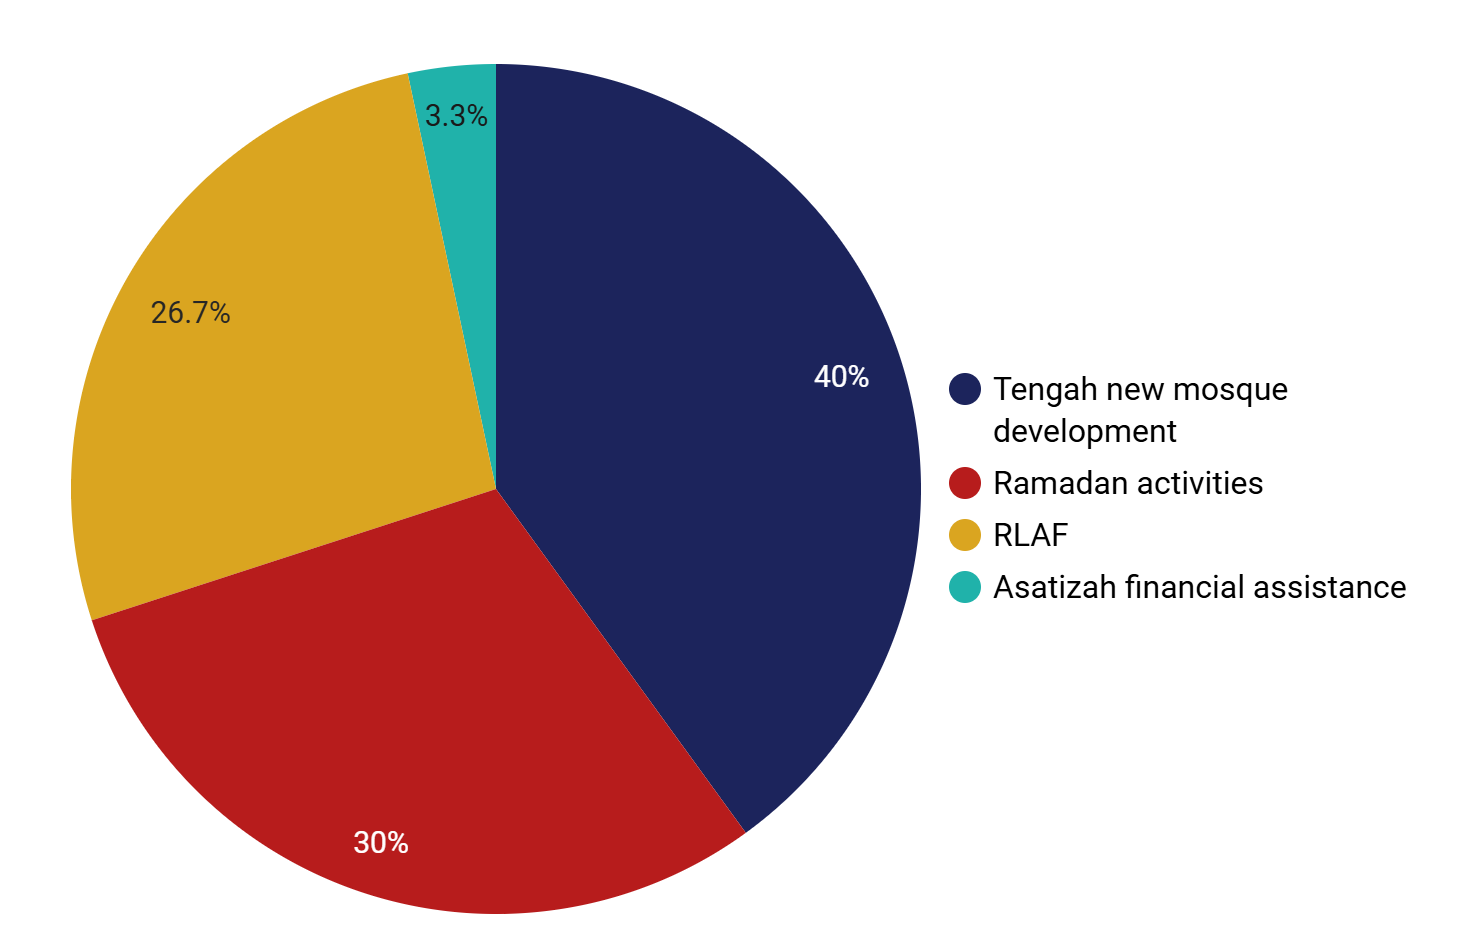 3.3%
26.7%
40%
30%
Tengah new mosque
development
Ramadan activities
RLAF
Asatizah financial assistance